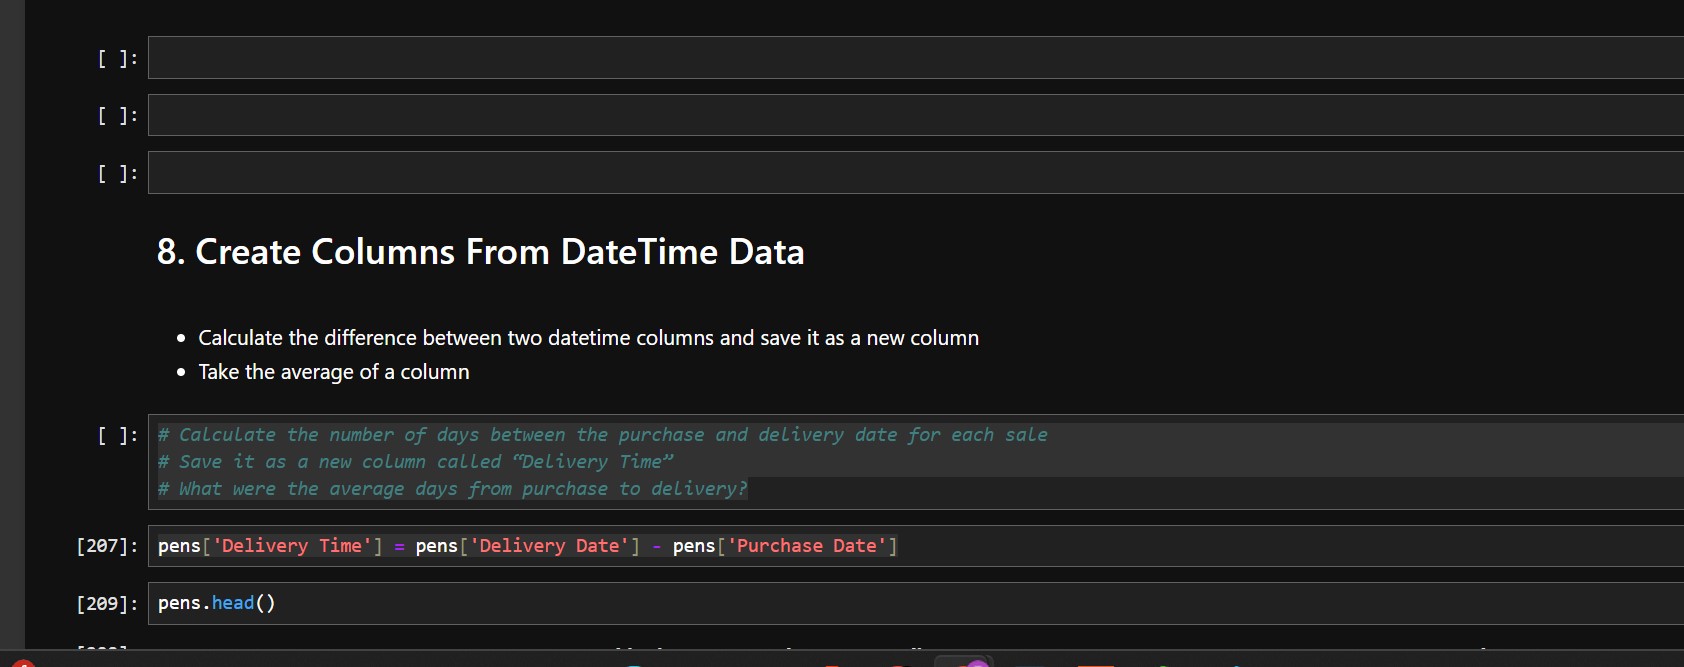 [ ]:
[ ]:
[ ]:
8. Create Columns From DateTime Data
• Calculate the difference between two datetime columns and save it as a new column
• Take the average of a column
[ ]: # Calculate the number of days between the purchase and delivery date for each sale
# Save it as a new column called “Delivery Time”
# What were the average days from purchase to delivery?
[207]: pens['Delivery Time'] = pens['Delivery Date'] - pens['Purchase Date']
[209]: pens.head()